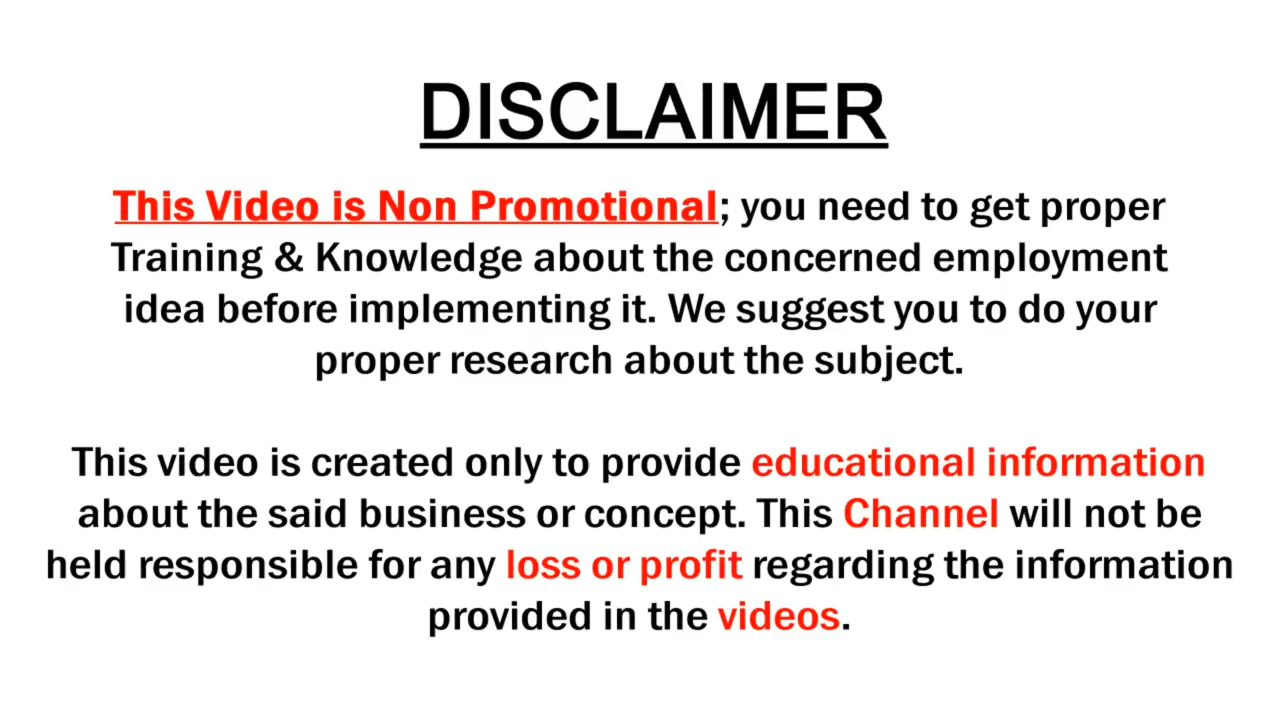 DISCLAIMER
This Video is Non Promotional; you need to get proper
Training & Knowledge about the concerned employment
idea before implementing it. We suggest you to do your
proper research about the subject.
This video is created only to provide educational information
about the said business or concept. This Channel will not be
held responsible for any loss or profit regarding the information
provided in the videos.